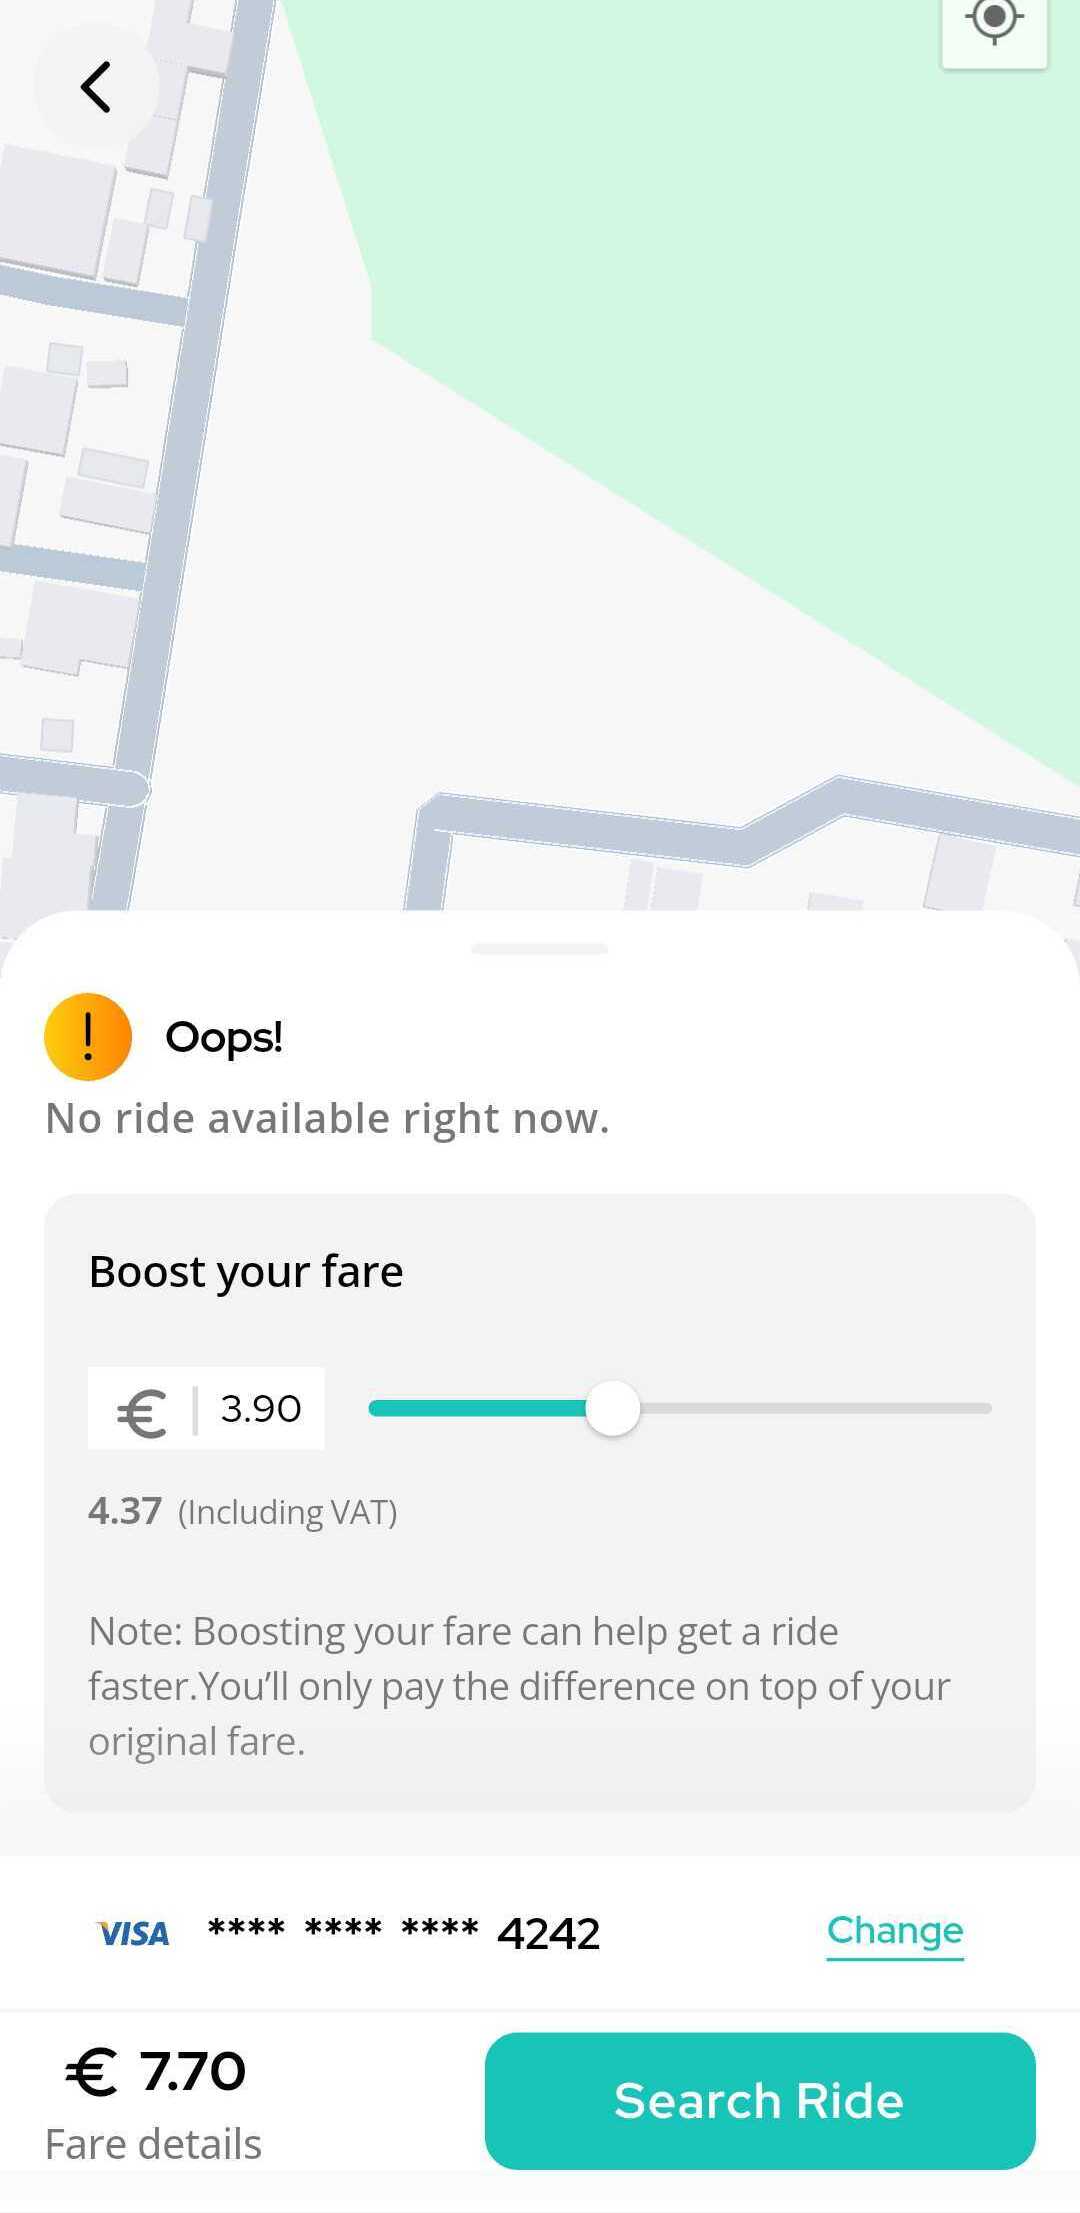 Oops!
No ride available right now.
Boost your fare
€ | 3.90
4.37 (Including VAT)
Note: Boosting your fare can help get a ride
faster.You’ll only pay the difference on top of your
original fare.
VISA **** **** **** 4242 Change
€ 7.70
Fare details
Search Ride